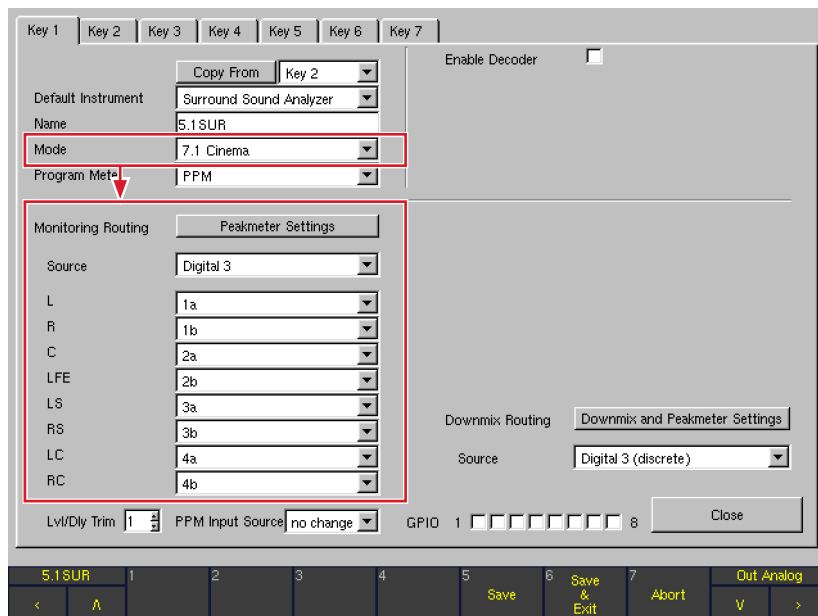 Key 1 Key 2 Key 3 Key 4 Key 5 Key 6 Key 7
Copy From Key 2
Enable Decoder
Default Instrument Surround Sound Analyzer
Name 5.1SUR
Mode 7.1 Cinema
Program Mete PPM
Monitoring Routing Peakmeter Settings
Source Digital 3
L 1a
R 1b
C 2a
LFE 2b
LS 3a
RS 3b
LC 4a
RC 4b
Downmix Routing Downmix and Peakmeter Settings
Source Digital 3 (discrete)
Lvl/Dly Trim 1 PPM Input Source no change GPIO 1 8 Close
5.1SUR 1 2 3 4 5 Save 6 Save & Exit 7 Abort Out Analog
< Λ V >